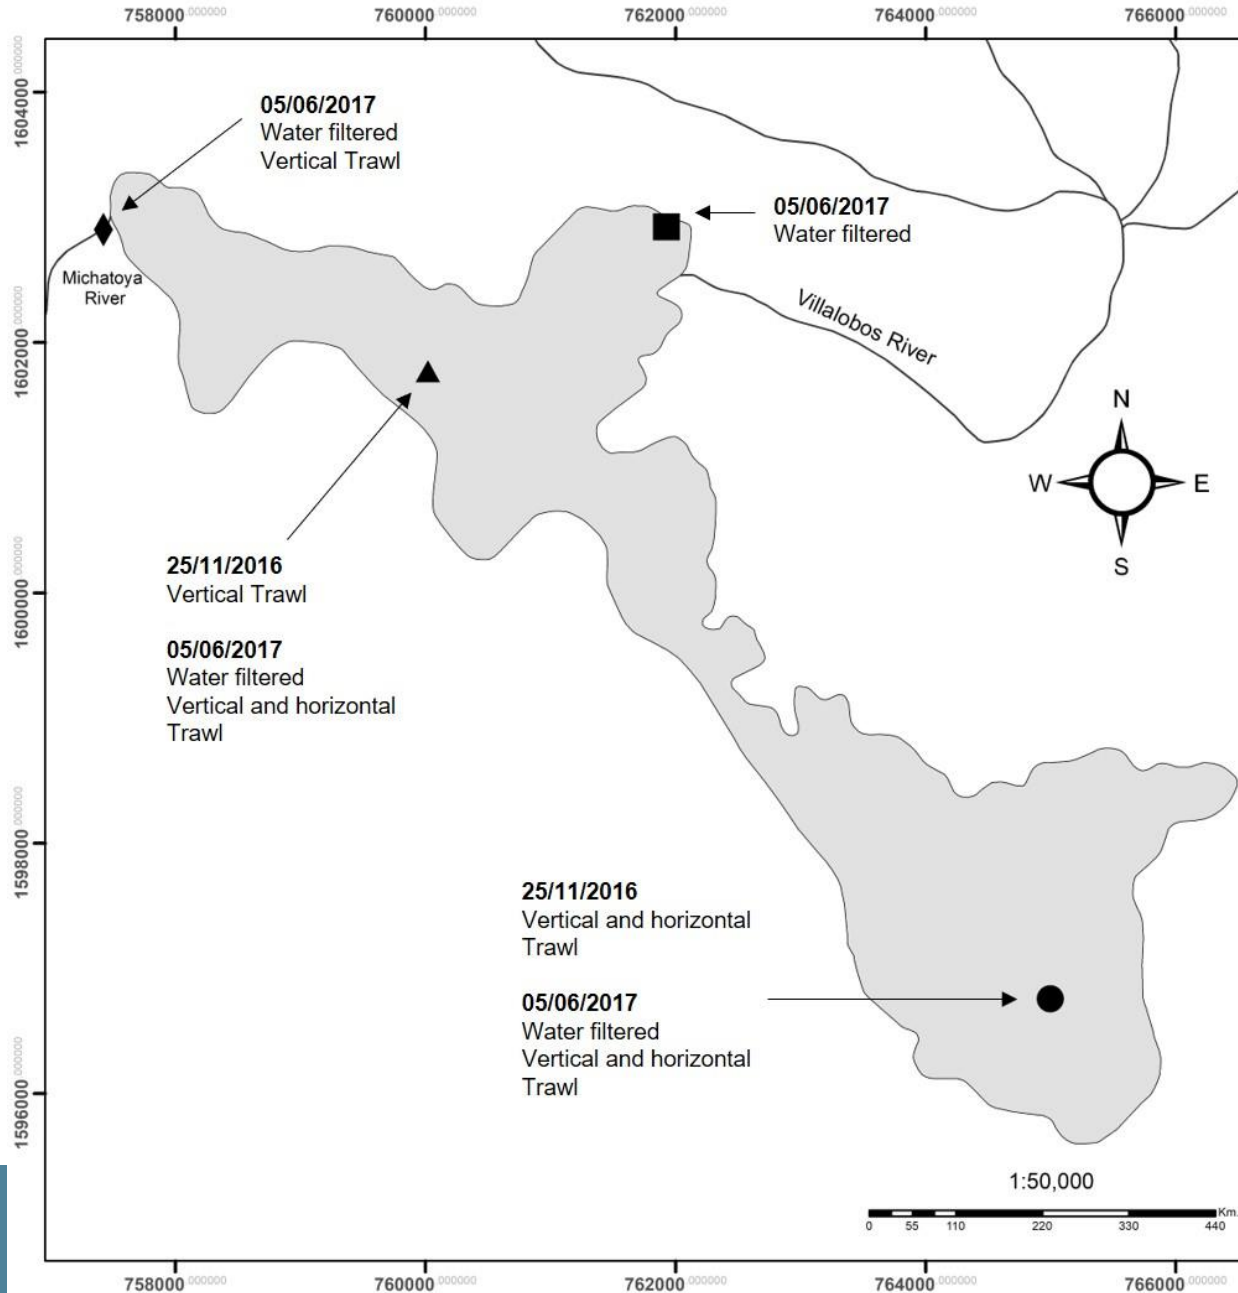 758000.000000 760000.000000 762000.000000 764000.000000 766000.000000
1604000.000000
05/06/2017
Water filtered
Vertical Trawl
05/06/2017
Water filtered
Michatoya
River
Villalobos River
1602000.000000
N
W E
S
25/11/2016
Vertical Trawl
1600000.000000
05/06/2017
Water filtered
Vertical and horizontal
Trawl
1598000.000000
25/11/2016
Vertical and horizontal
Trawl
05/06/2017
Water filtered
Vertical and horizontal
Trawl
1596000.000000
1:50,000
Km.
0 55 110 220 330 440
758000.000000 760000.000000 762000.000000 764000.000000 766000.000000